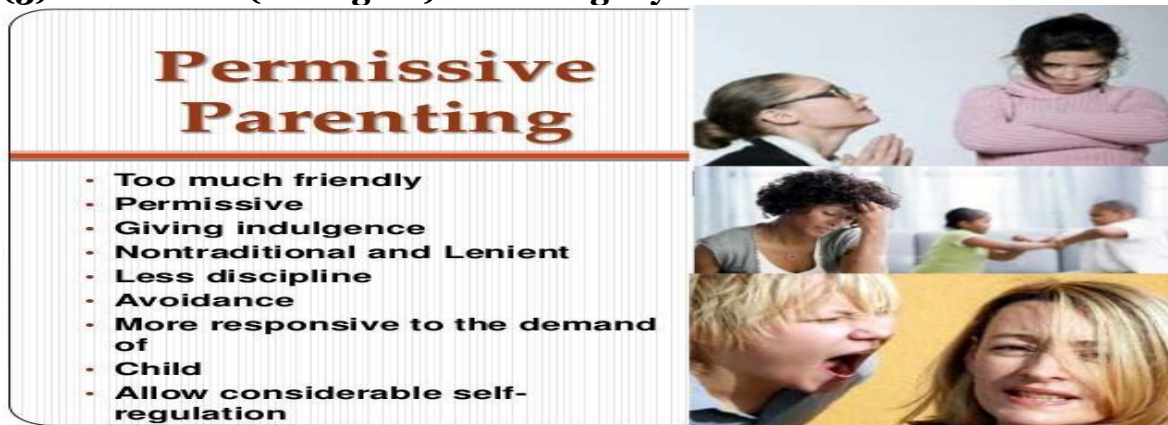 Permissive
Parenting
• Too much friendly
• Permissive
• Giving indulgence
• Nontraditional and Lenient
• Less discipline
• Avoidance
• More responsive to the demand
of
• Child
• Allow considerable self-
regulation